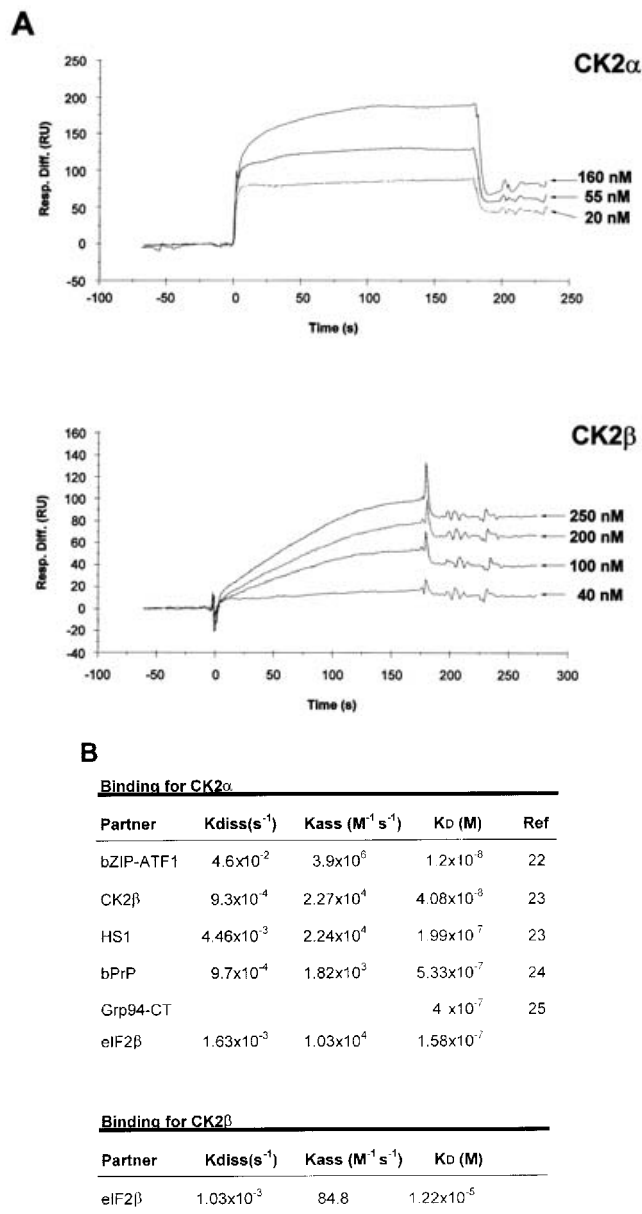 A
CK2α
Resp. Diff. (RU)
250
200
150
100
50
0
-50
160 nM
55 nM
20 nM
-100 -50 0 50 100 150 200 250
Time (s)
CK2β
Resp. Diff. (RU)
160
140
120
100
80
60
40
20
0
-20
-40
250 nM
200 nM
100 nM
40 nM
-100 -50 0 50 100 150 200 250 300
Time (s)
B
Binding for CK2α
Partner Kdiss(s⁻¹) Kass (M⁻¹ s⁻¹) KD (M) Ref
bZIP-ATF1 4.6x10⁻² 3.9x10⁶ 1.2x10⁻⁸ 22
CK2β 9.3x10⁻⁴ 2.27x10⁴ 4.08x10⁻⁸ 23
HS1 4.46x10⁻³ 2.24x10⁴ 1.99x10⁻⁷ 23
bPrP 9.7x10⁻⁴ 1.82x10³ 5.33x10⁻⁷ 24
Grp94-CT 4 x10⁻⁷ 25
eIF2β 1.63x10⁻³ 1.03x10⁴ 1.58x10⁻⁷
Binding for CK2β
Partner Kdiss(s⁻¹) Kass (M⁻¹ s⁻¹) KD (M)
eIF2β 1.03x10⁻³ 84.8 1.22x10⁻⁵